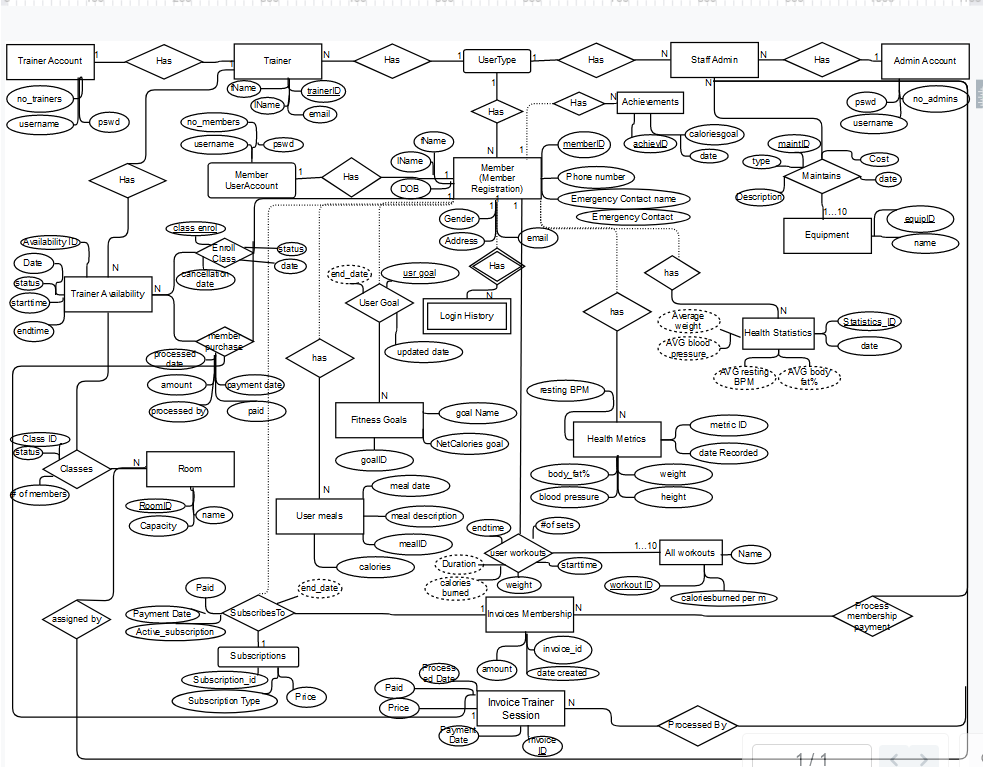 Trainer Account
1
Has
1
Trainer
N
Has
1
UserType
1
Has
N
Staff Admin
N
Has
1
Admin Account
no_trainers
username
pswd
fName
lName
trainerID
email
1
Has
N
Has
N
Achievements
achievID
caloriesgoal
date
pswd
no_admins
username
N
no_members
username
pswd
Member
UserAccount
1
Has
1
fName
lName
DOB
Member
(Member
Registration)
1
memberID
Phone number
Emergency Contact name
Emergency Contact
maintID
type
Description
Maintains
Cost
date
1...10
Equipment
equipID
name
Has
N
1
1
1
1
Gender
Address
email
Has
N
Login History
Availability ID
Date
status
starttime
endtime
Trainer Availability
N
class enrol
Enroll
Class
status
date
cancellation
date
end_date
usr goal
User Goal
updated date
has
has
N
Average
weight
AVG blood
pressure
Health Statistics
Statistics_ID
date
AVG resting
BPM
AVG body
fat%
member
purchase
processed
date
amount
payment date
processed by
paid
has
N
N
Fitness Goals
goal Name
NetCalories goal
goalID
resting BPM
N
Health Metrics
metric ID
date Recorded
body_fat%
weight
blood pressure
height
Class ID
status
Classes
# of members
N
Room
RoomID
name
Capacity
User meals
meal date
meal description
mealID
calories
endtime
#of sets
user workouts
Duration
starttime
calories
burned
weight
1...10
All workouts
Name
workout ID
caloriesburned per m
assigned by
Paid
Payment Date
Active_subscription
SubscribesTo
end_date
1
Subscriptions
Subscription_id
Subscription Type
Price
1
Invoices Membership
N
Process
membership
payment
invoice_id
amount
date created
Process
ed Date
Paid
Price
1
Invoice Trainer
Session
N
Payment
Date
Invoice
ID
Processed By
1 / 1